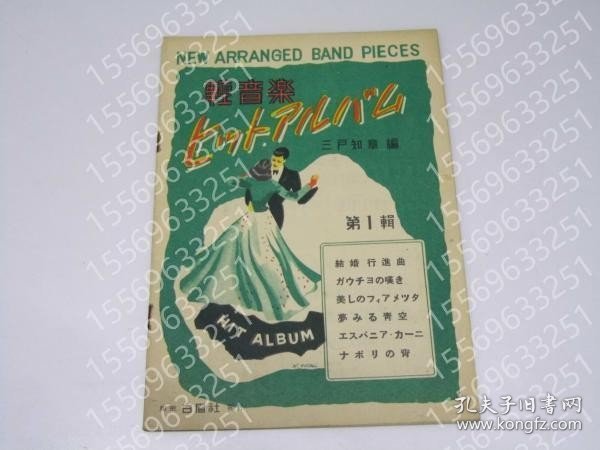 NEW ARRANGED BAND PIECES
軽音楽
ヒットアルバム
三戸知章編
第1輯
結婚行進曲
ガウチヨの嘆き
美しのフィアメツタ
夢みる青空
エスパニア・カーニ
ナポリの宵
HIT ALBUM
15569633251
孔夫子旧书网
www.kongfz.com